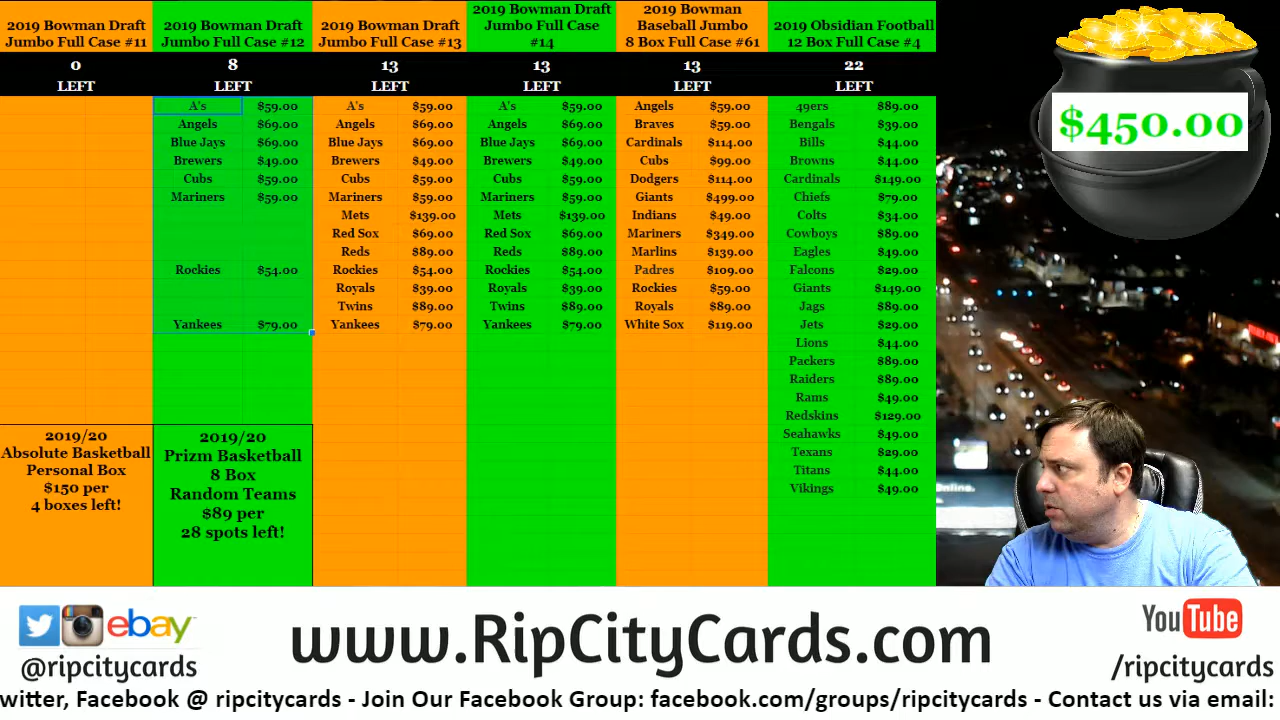 2019 Bowman Draft
Jumbo Full Case #11
0
LEFT
2019 Bowman Draft
Jumbo Full Case #12
8
LEFT
A's $59.00
Angels $69.00
Blue Jays $69.00
Brewers $49.00
Cubs $59.00
Mariners $59.00
Rockies $54.00
Yankees $79.00
2019 Bowman Draft
Jumbo Full Case #13
13
LEFT
A's $59.00
Angels $69.00
Blue Jays $69.00
Brewers $49.00
Cubs $59.00
Mariners $59.00
Mets $139.00
Red Sox $69.00
Reds $89.00
Rockies $54.00
Royals $39.00
Twins $89.00
Yankees $79.00
2019 Bowman Draft
Jumbo Full Case
#14
13
LEFT
A's $59.00
Angels $69.00
Blue Jays $69.00
Brewers $49.00
Cubs $59.00
Mariners $59.00
Mets $139.00
Red Sox $69.00
Reds $89.00
Rockies $54.00
Royals $39.00
Twins $89.00
Yankees $79.00
2019 Bowman
Baseball Jumbo
8 Box Full Case #61
13
LEFT
Angels $59.00
Braves $59.00
Cardinals $114.00
Cubs $99.00
Dodgers $114.00
Giants $499.00
Indians $49.00
Mariners $349.00
Marlins $139.00
Padres $109.00
Rockies $59.00
Royals $89.00
White Sox $119.00
2019 Obsidian Football
12 Box Full Case #4
22
LEFT
49ers $89.00
Bengals $39.00
Bills $44.00
Browns $44.00
Cardinals $149.00
Chiefs $79.00
Colts $34.00
Cowboys $89.00
Eagles $49.00
Falcons $29.00
Giants $149.00
Jags $89.00
Jets $29.00
Lions $44.00
Packers $89.00
Raiders $89.00
Rams $49.00
Redskins $129.00
Seahawks $49.00
Texans $29.00
Titans $44.00
Vikings $49.00
2019/20
Absolute Basketball
Personal Box
$150 per
4 boxes left!
2019/20
Prizm Basketball
8 Box
Random Teams
$89 per
28 spots left!
$450.00
Online.
ebay
@ripcitycards
www.RipCityCards.com
YouTube
/ripcitycards
witter, Facebook @ ripcitycards - Join Our Facebook Group: facebook.com/groups/ripcitycards - Contact us via email: